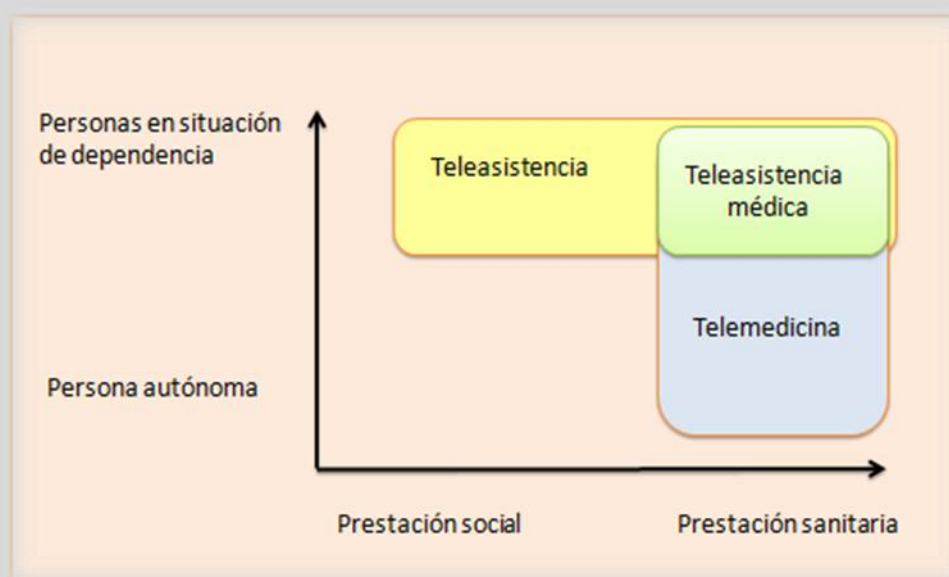 Personas en situación
de dependencia
Teleasistencia
Teleasistencia
médica
Telemedicina
Persona autónoma
Prestación social
Prestación sanitaria